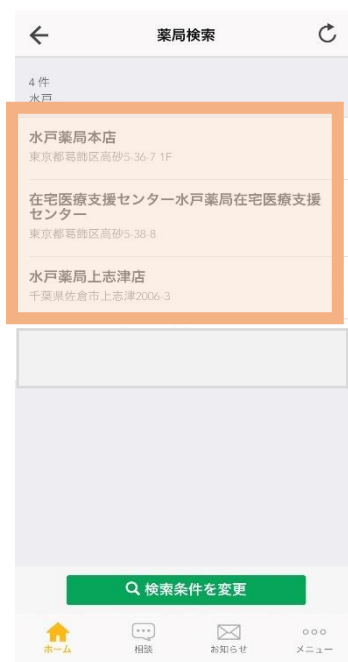 薬局検索
4 件
水戸
水戸薬局本店
東京都葛飾区高砂5-36-7 1F
在宅医療支援センター水戸薬局在宅医療支援
センター
東京都葛飾区高砂5-38-8
水戸薬局上志津店
千葉県佐倉市上志津2006-3
検索条件を変更
ホーム 相談 お知らせ メニュー